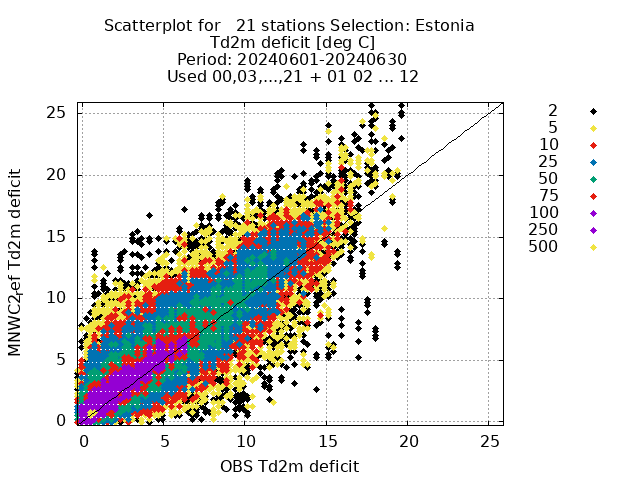 Scatterplot for   21 stations Selection: Estonia
Td2m deficit [deg C]
Period: 20240601-20240630
Used 00,03,...,21 + 01 02 ... 12
2
5
10
25
50
75
100
250
500
25
20
15
10
5
0
MNWC2ref Td2m deficit
0 5 10 15 20 25
OBS Td2m deficit